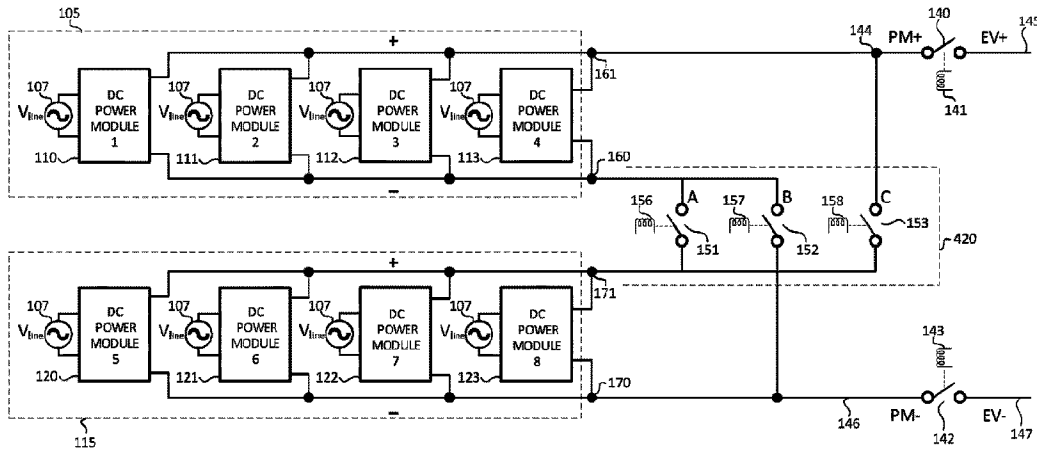 105
+
144
PM+
140
EV+
145
107
Vline
DC POWER MODULE 1
110
107
Vline
DC POWER MODULE 2
111
107
Vline
DC POWER MODULE 3
112
107
Vline
DC POWER MODULE 4
113
161
141
160
–
156
A
151
157
B
152
158
C
153
420
+
171
107
Vline
DC POWER MODULE 5
120
107
Vline
DC POWER MODULE 6
121
107
Vline
DC POWER MODULE 7
122
107
Vline
DC POWER MODULE 8
123
143
170
–
115
146
PM-
142
EV-
147